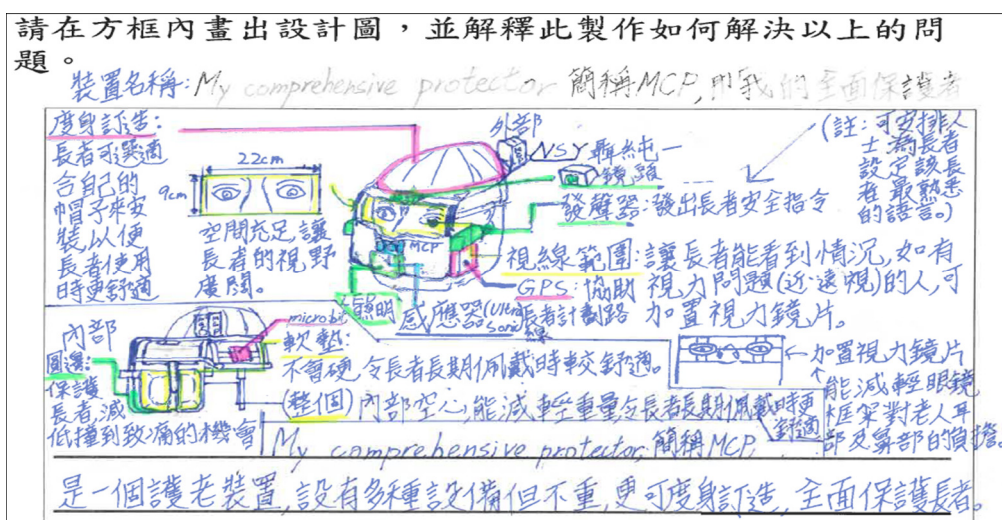 請在方框內畫出設計圖，並解釋此製作如何解決以上的問
題。
裝置名稱: My comprehensive protector 簡稱MCP, 即我的全面保護者
度身訂造:
長者可選適
合自己的
帽子來安
裝，以便
長者使用
時更舒適
22cm
9cm
空間充足，讓
長者的視野
廣闊。
外部
鏡頭
發聲器: 發出長者安全指令
(註: 可安排人
士為長者
設定該長
者最熟悉
的語言。)
MCP
視線範圍: 讓長者能看到情況, 如有
視力問題(近、遠視)的人, 可
加置視力鏡片。
GPS: 協助
長者計劃路
線
照明
感應器(Ultra
Sonic)
內部
圓邊:
保護
長者, 減
低撞到致痛的機會
micro:bit
軟墊:
不會硬, 令長者長期佩戴時較舒適。
(整個) 內部空心, 能減輕重量令長者長期佩戴時更
舒適
←加置視力鏡片
↑
能減輕眼鏡
框架對老人耳
部及鼻部的負擔。
My comprehensive protector, 簡稱MCP,
是一個護老裝置, 設有多種設備但不重, 更可度身訂造, 全面保護長者。